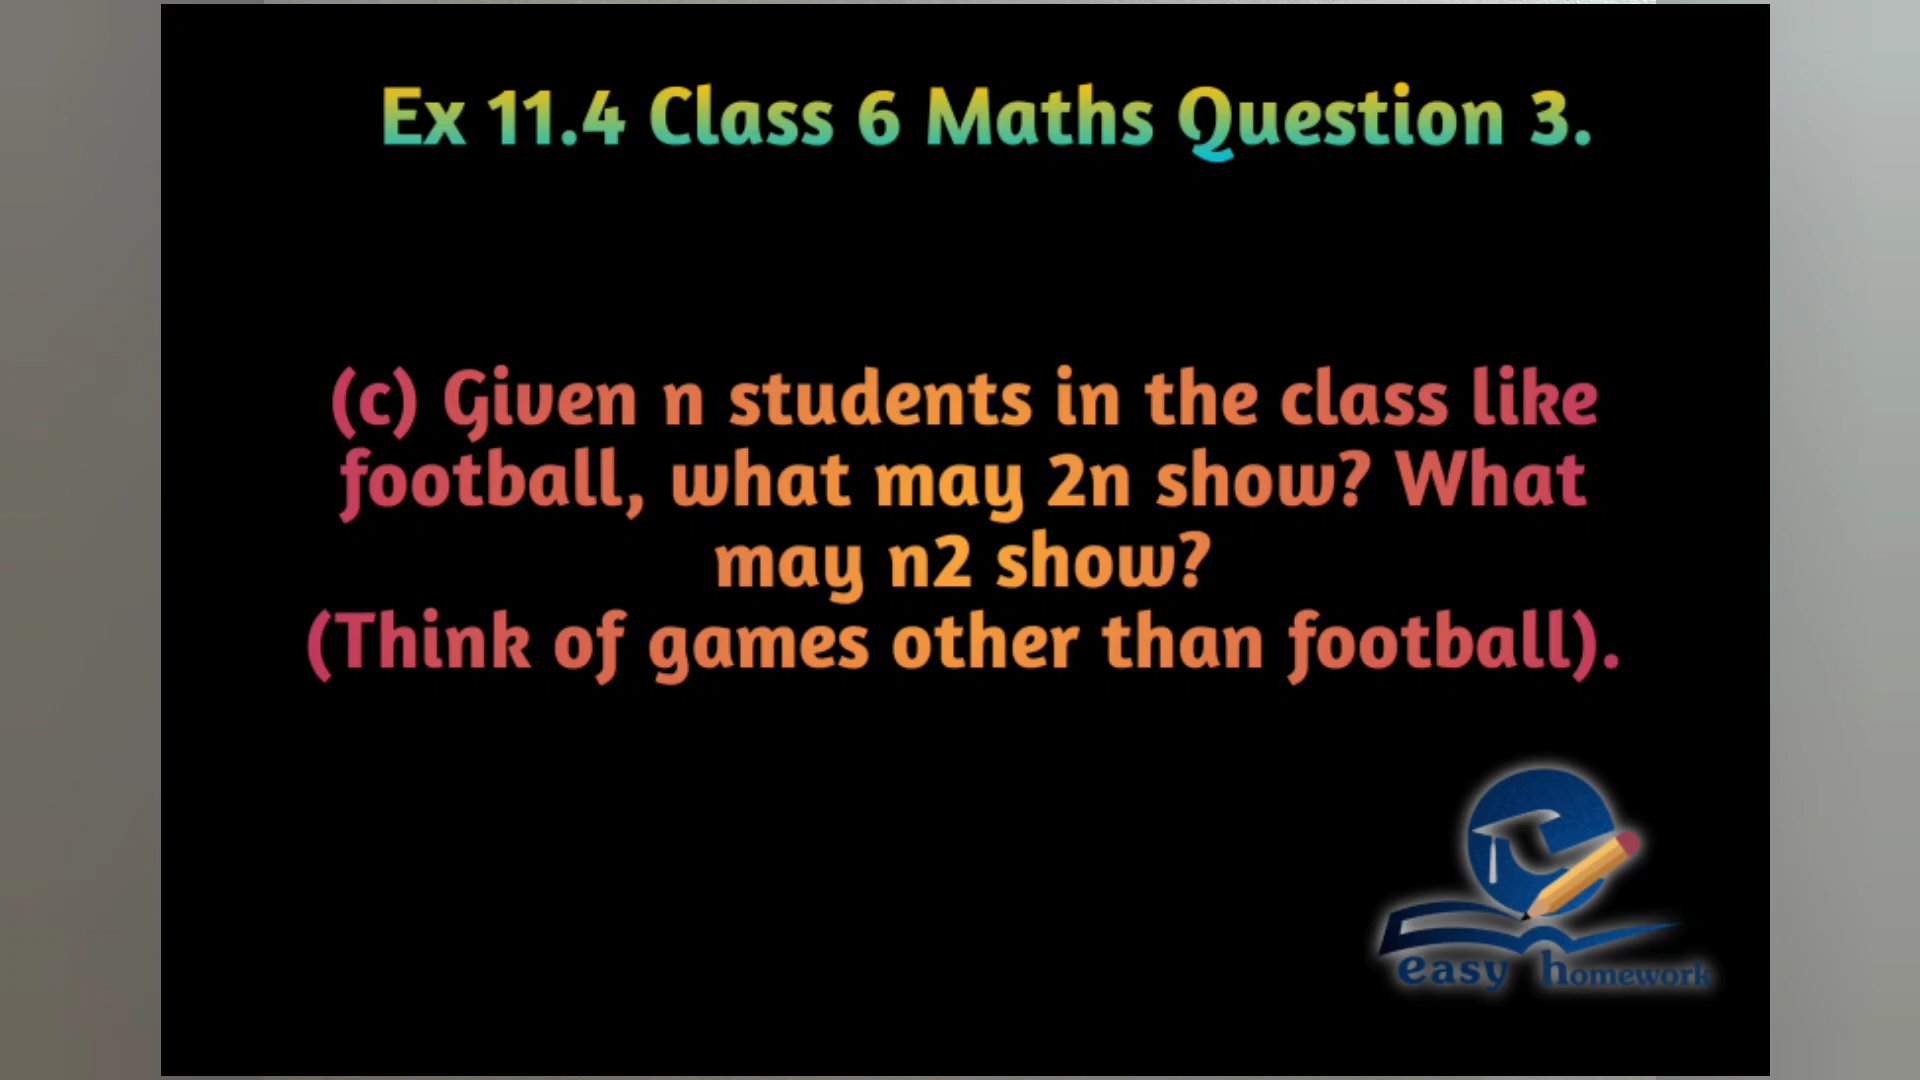 Ex 11.4 Class 6 Maths Question 3.
(c) Given n students in the class like
football, what may 2n show? What
may n2 show?
(Think of games other than football).
easy homework